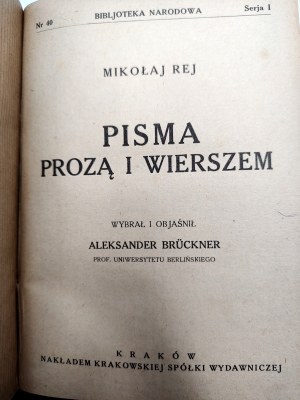 BIBLJOTEKA NARODOWA
Nr 40 Serja I
MIKOŁAJ REJ
PISMA
PROZĄ I WIERSZEM
WYBRAŁ I OBJAŚNIŁ
ALEKSANDER BRÜCKNER
PROF. UNIWERSYTETU BERLIŃSKIEGO
KRAKÓW
NAKŁADEM KRAKOWSKIEJ SPÓŁKI WYDAWNICZEJ